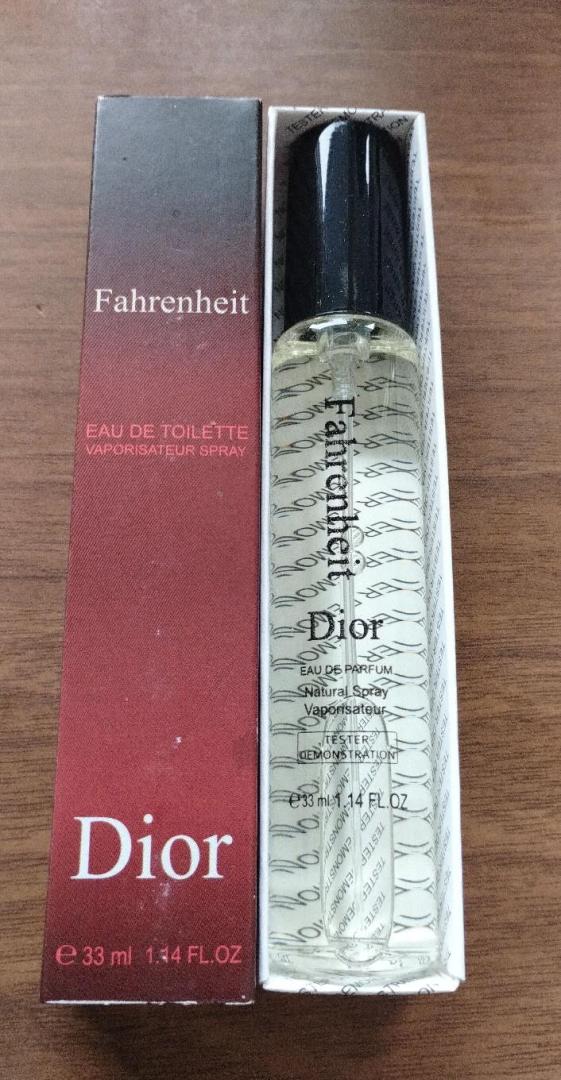 Fahrenheit
EAU DE TOILETTE
VAPORISATEUR SPRAY
Dior
℮ 33 ml 1.14 FL.OZ
TESTER
Fahrenheit
Dior
EAU DE PARFUM
Natural Spray
Vaporisateur
TESTER
DEMONSTRATION
℮ 33 ml 1.14 FL.OZ